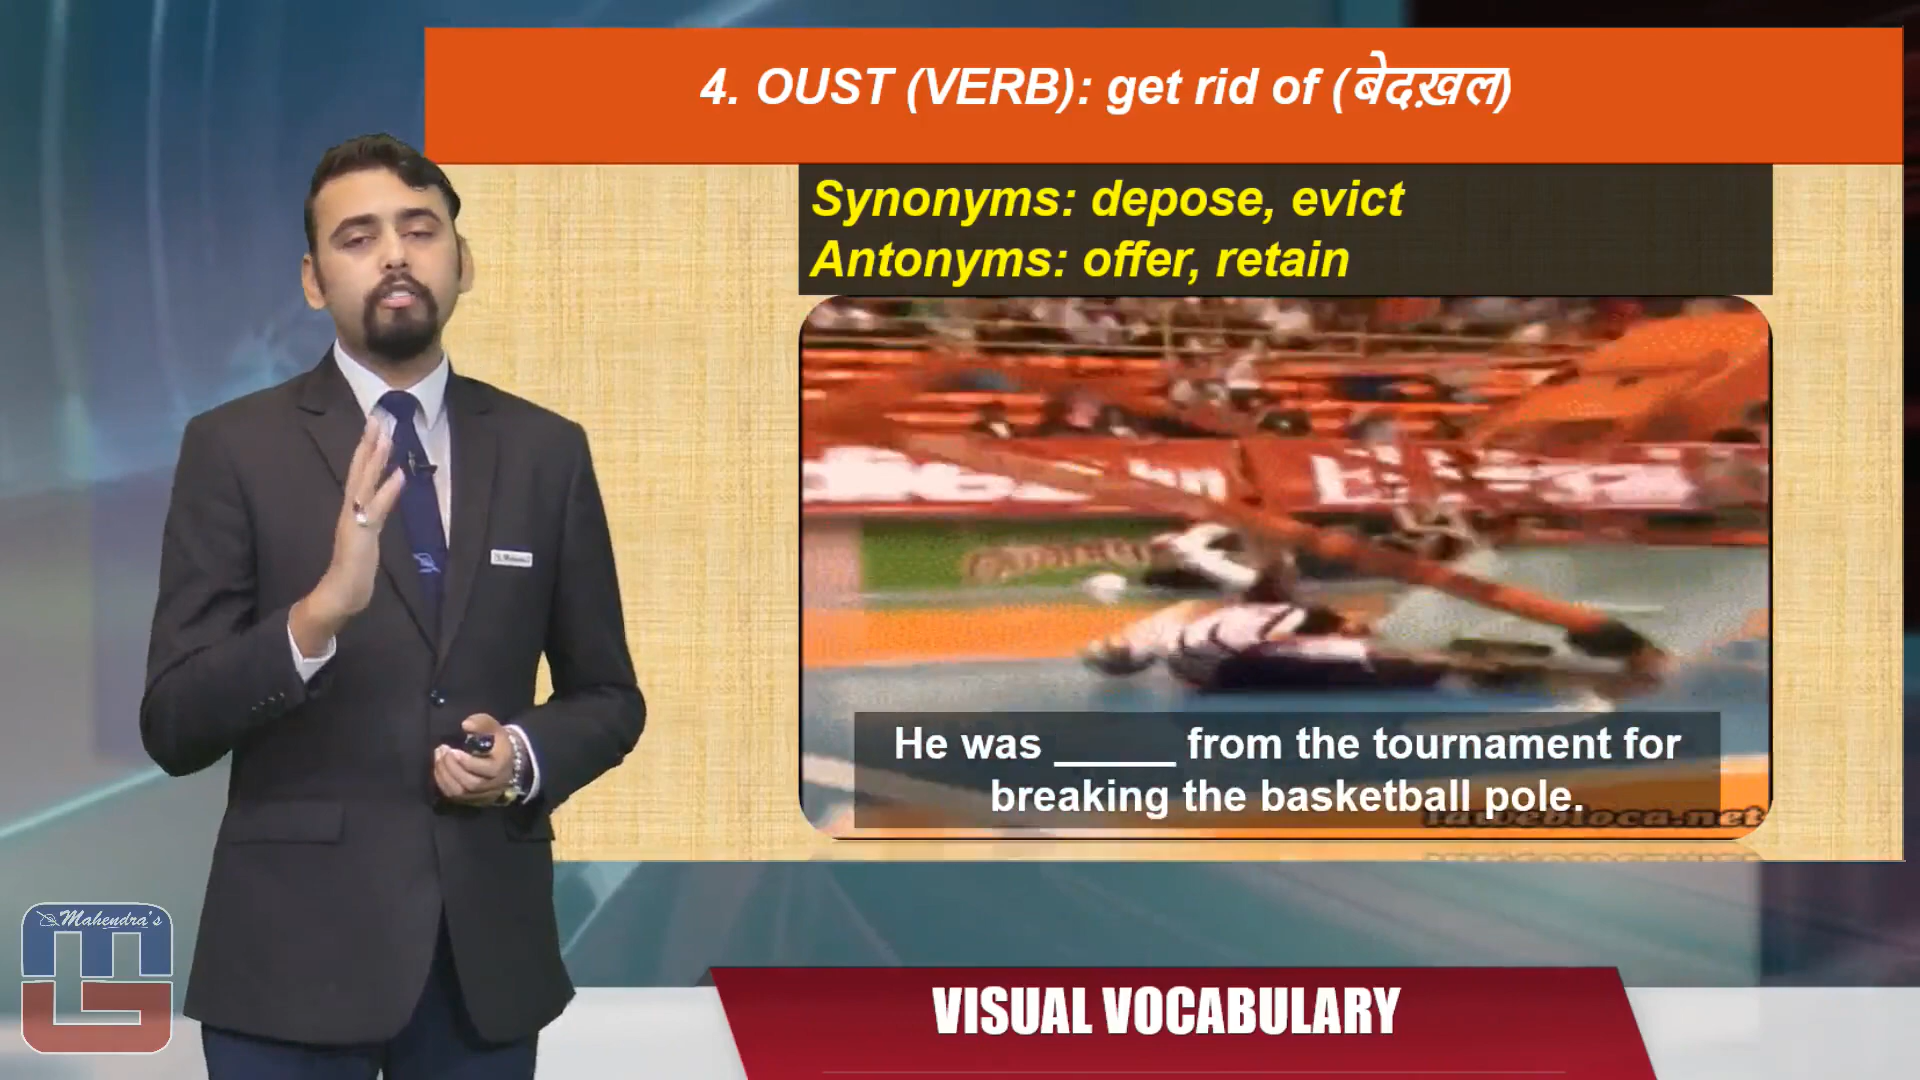 4. OUST (VERB): get rid of (बेदख़ल)
Synonyms: depose, evict
Antonyms: offer, retain
He was _____ from the tournament for
breaking the basketball pole.
Mahendra's
VISUAL VOCABULARY